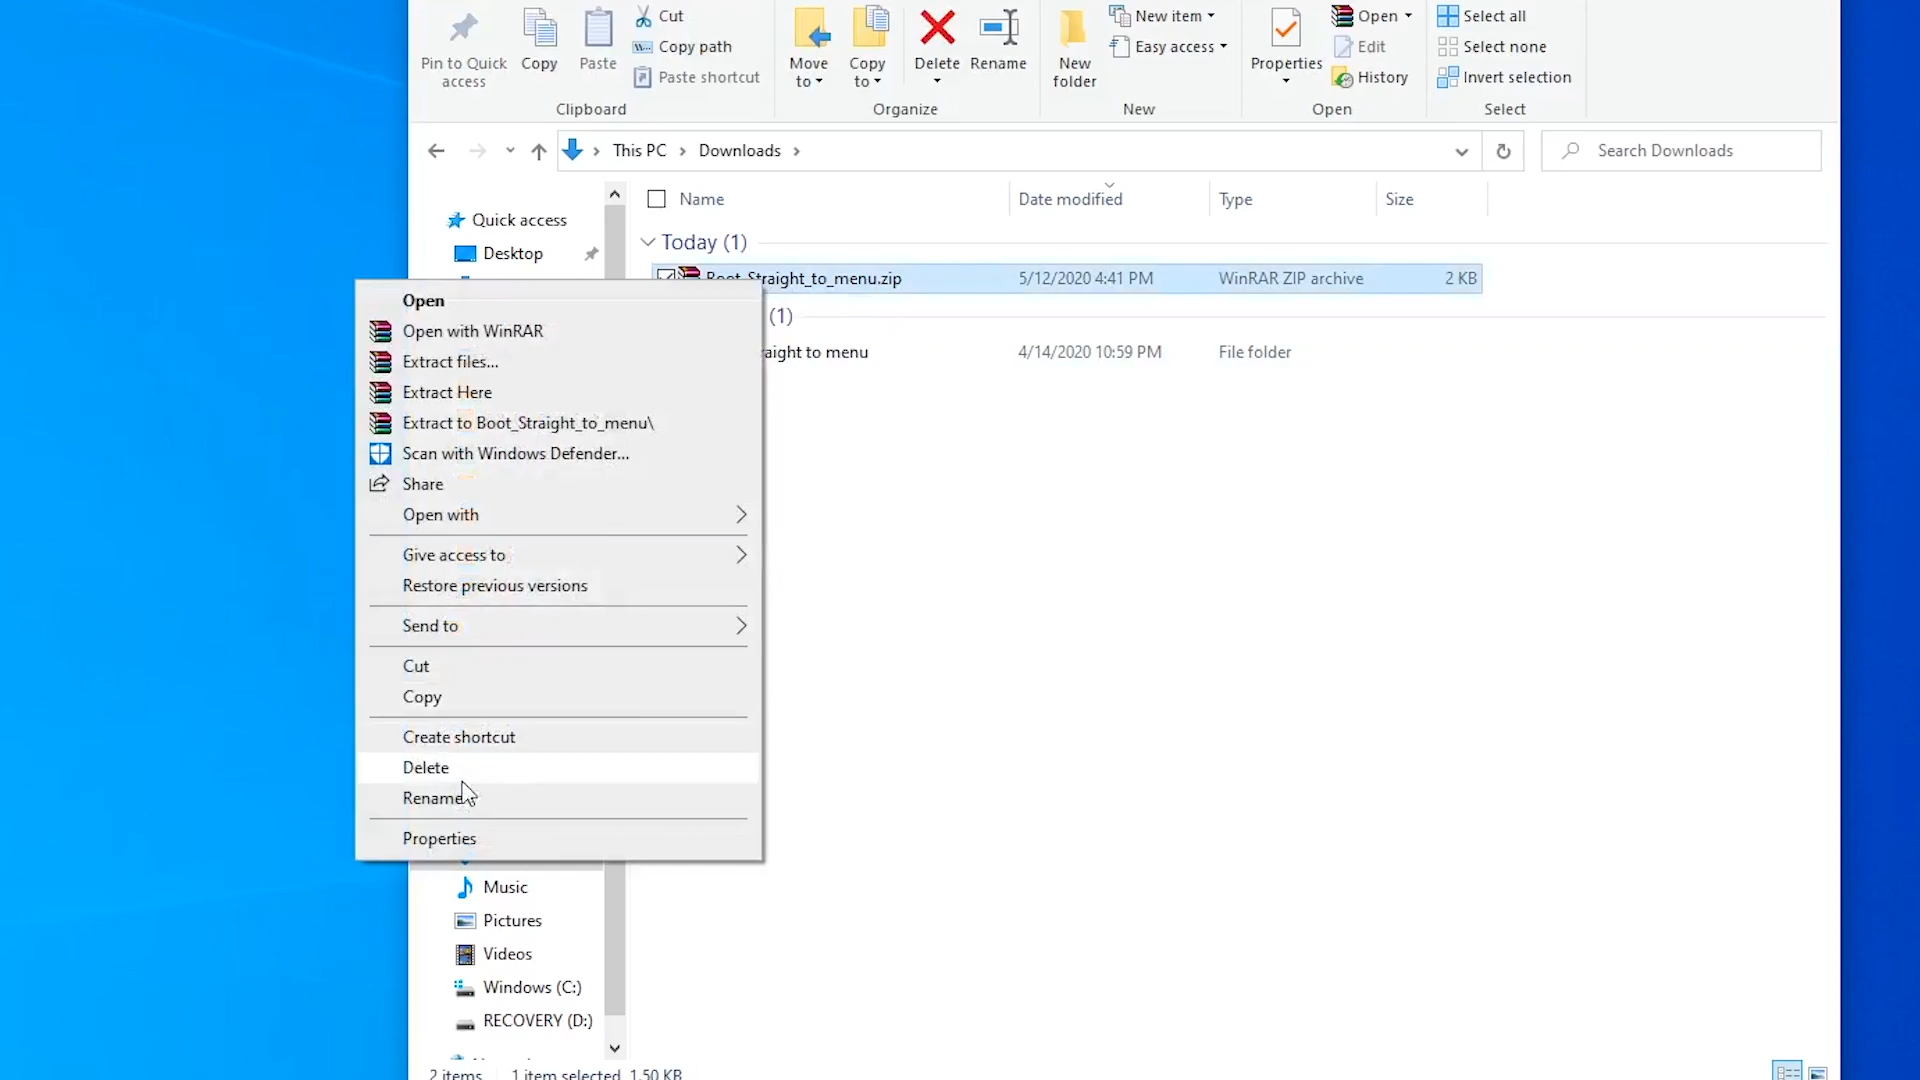 Pin to Quick access
Copy
Paste
Cut
Copy path
Paste shortcut
Clipboard
Move to
Copy to
Delete
Rename
Organize
New folder
New item
Easy access
New
Properties
Open
Edit
History
Open
Select all
Select none
Invert selection
Select
This PC
Downloads
Search Downloads
Name
Date modified
Type
Size
Quick access
Desktop
Today (1)
Boot_Straight_to_menu.zip 5/12/2020 4:41 PM WinRAR ZIP archive 2 KB
(1)
raight to menu 4/14/2020 10:59 PM File folder
Open
Open with WinRAR
Extract files...
Extract Here
Extract to Boot_Straight_to_menu\
Scan with Windows Defender...
Share
Open with
Give access to
Restore previous versions
Send to
Cut
Copy
Create shortcut
Delete
Rename
Properties
Music
Pictures
Videos
Windows (C:)
RECOVERY (D:)
2 items 1 item selected 1.50 KB